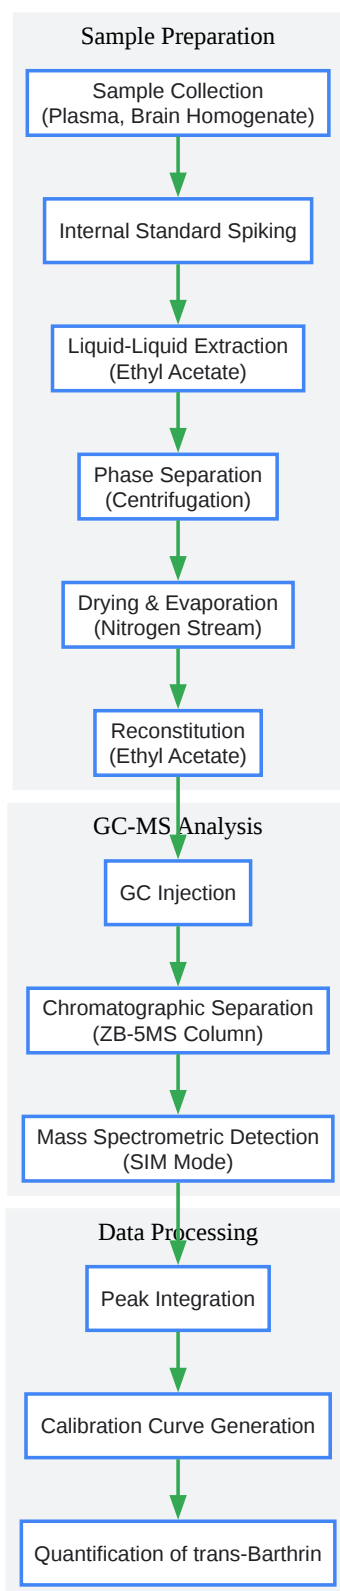 Sample Preparation
Sample Collection
(Plasma, Brain Homogenate)
Internal Standard Spiking
Liquid-Liquid Extraction
(Ethyl Acetate)
Phase Separation
(Centrifugation)
Drying & Evaporation
(Nitrogen Stream)
Reconstitution
(Ethyl Acetate)
GC-MS Analysis
GC Injection
Chromatographic Separation
(ZB-5MS Column)
Mass Spectrometric Detection
(SIM Mode)
Data Processing
Peak Integration
Calibration Curve Generation
Quantification of trans-Barthrin